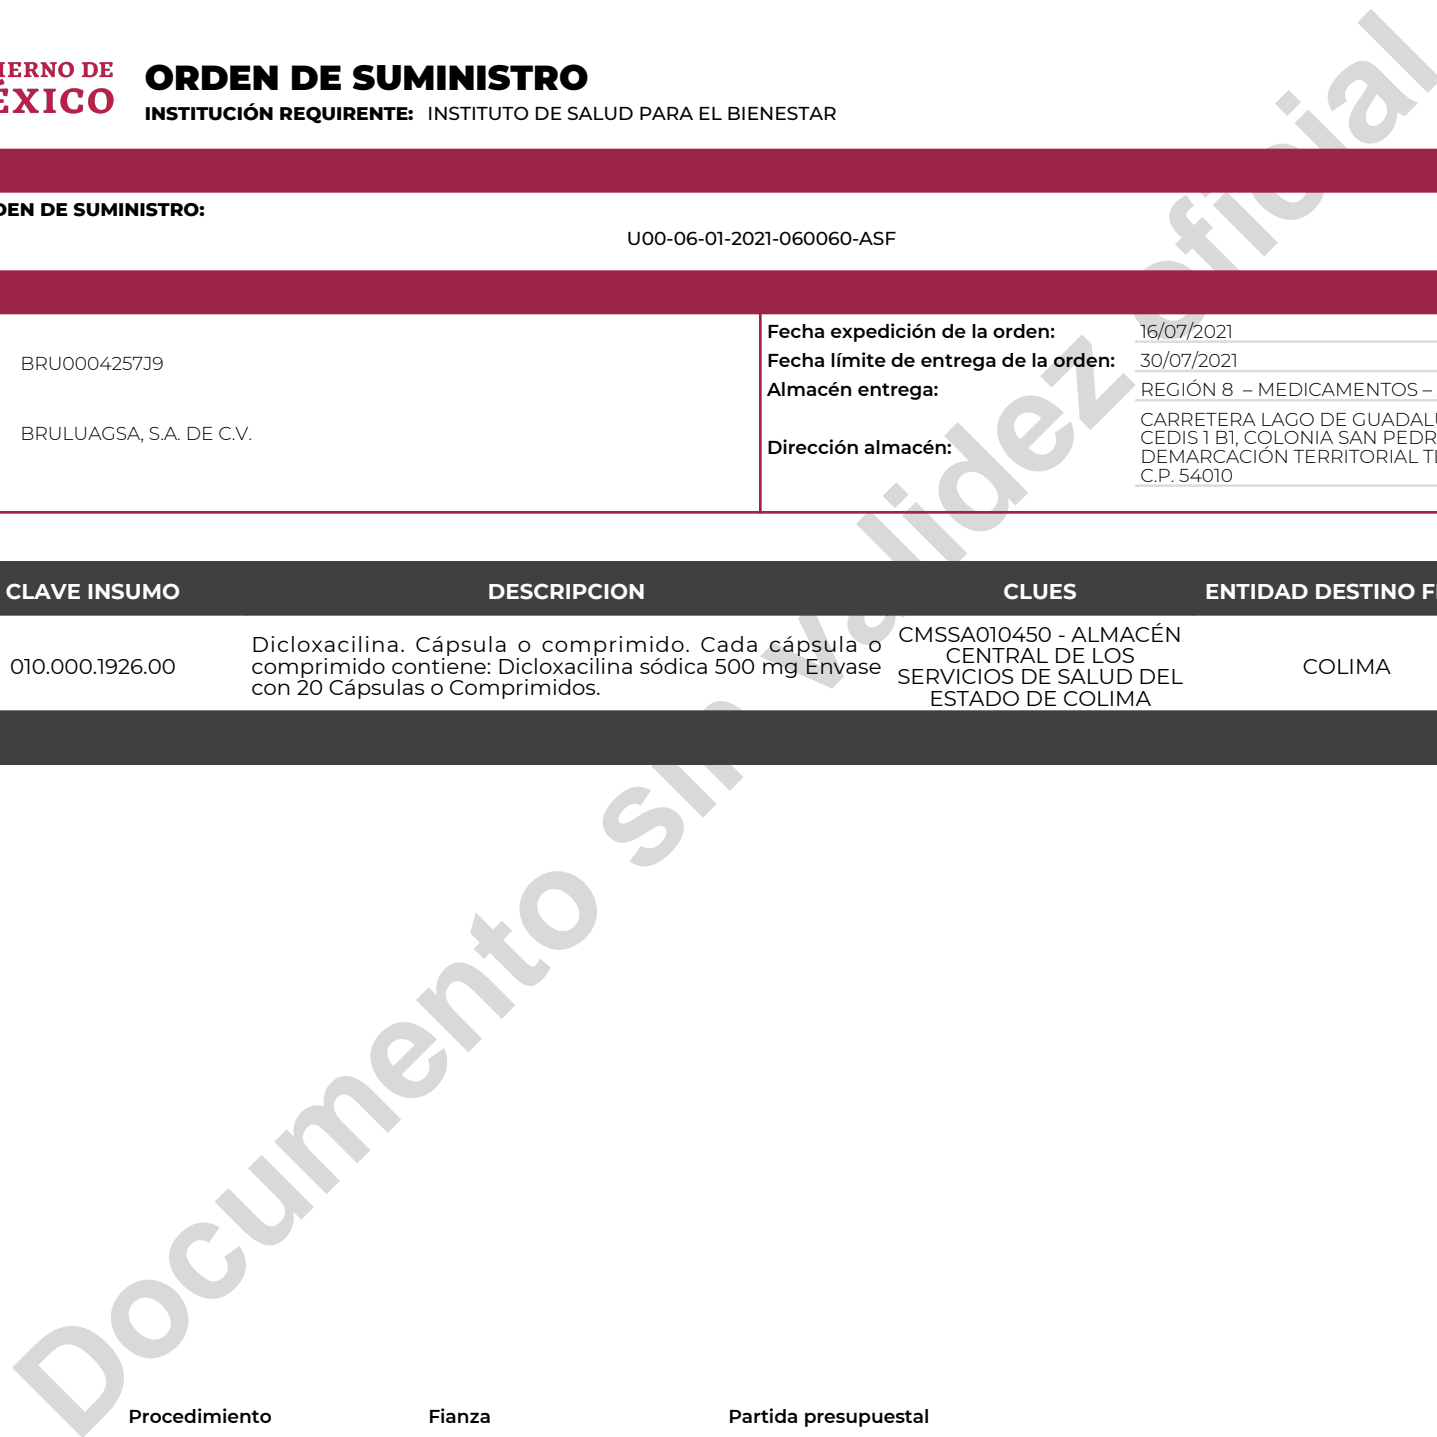 IERNO DE
ÉXICO
ORDEN DE SUMINISTRO
INSTITUCIÓN REQUIRENTE: INSTITUTO DE SALUD PARA EL BIENESTAR
DEN DE SUMINISTRO:
U00-06-01-2021-060060-ASF
BRU0004257J9
BRULUAGSA, S.A. DE C.V.
Fecha expedición de la orden: 16/07/2021
Fecha límite de entrega de la orden: 30/07/2021
Almacén entrega: REGIÓN 8 – MEDICAMENTOS –
Dirección almacén:
CARRETERA LAGO DE GUADALU
CEDIS 1 B1, COLONIA SAN PEDR
DEMARCACIÓN TERRITORIAL TL
C.P. 54010
CLAVE INSUMO DESCRIPCION CLUES ENTIDAD DESTINO F
010.000.1926.00
Dicloxacilina. Cápsula o comprimido. Cada cápsula o
comprimido contiene: Dicloxacilina sódica 500 mg Envase
con 20 Cápsulas o Comprimidos.
CMSSA010450 - ALMACÉN
CENTRAL DE LOS
SERVICIOS DE SALUD DEL
ESTADO DE COLIMA
COLIMA
Documento sin validez oficial
Procedimiento Fianza Partida presupuestal